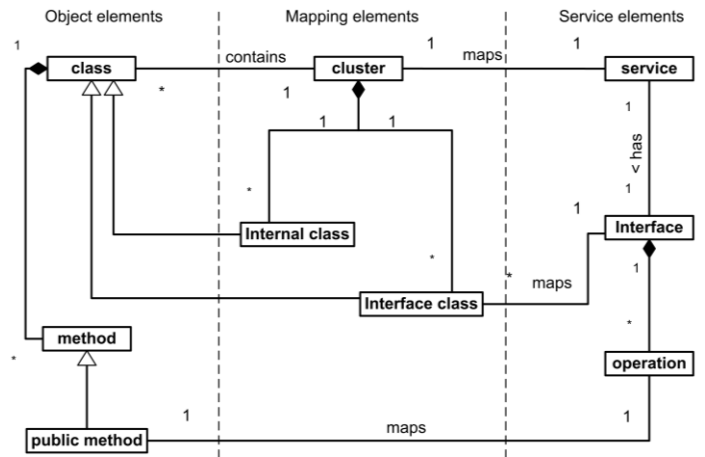 Object elements
Mapping elements
Service elements
1
1
1
contains
maps
class
cluster
service
*
1
1
1
1
< has
*
1
1
Internal class
Interface
*
*
1
maps
Interface class
*
method
*
operation
1
1
maps
public method